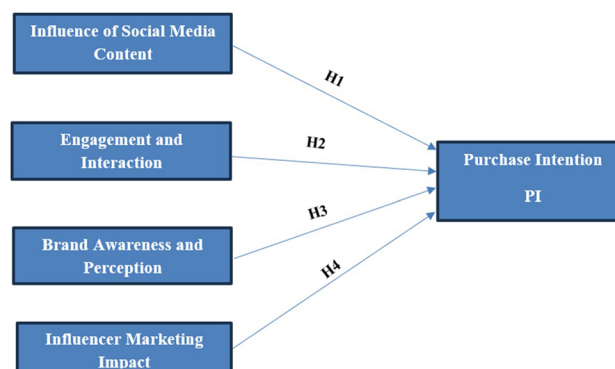 Influence of Social Media
Content
H1
Engagement and
Interaction
H2
Purchase Intention
PI
Brand Awareness and
Perception
H3
H4
Influencer Marketing
Impact